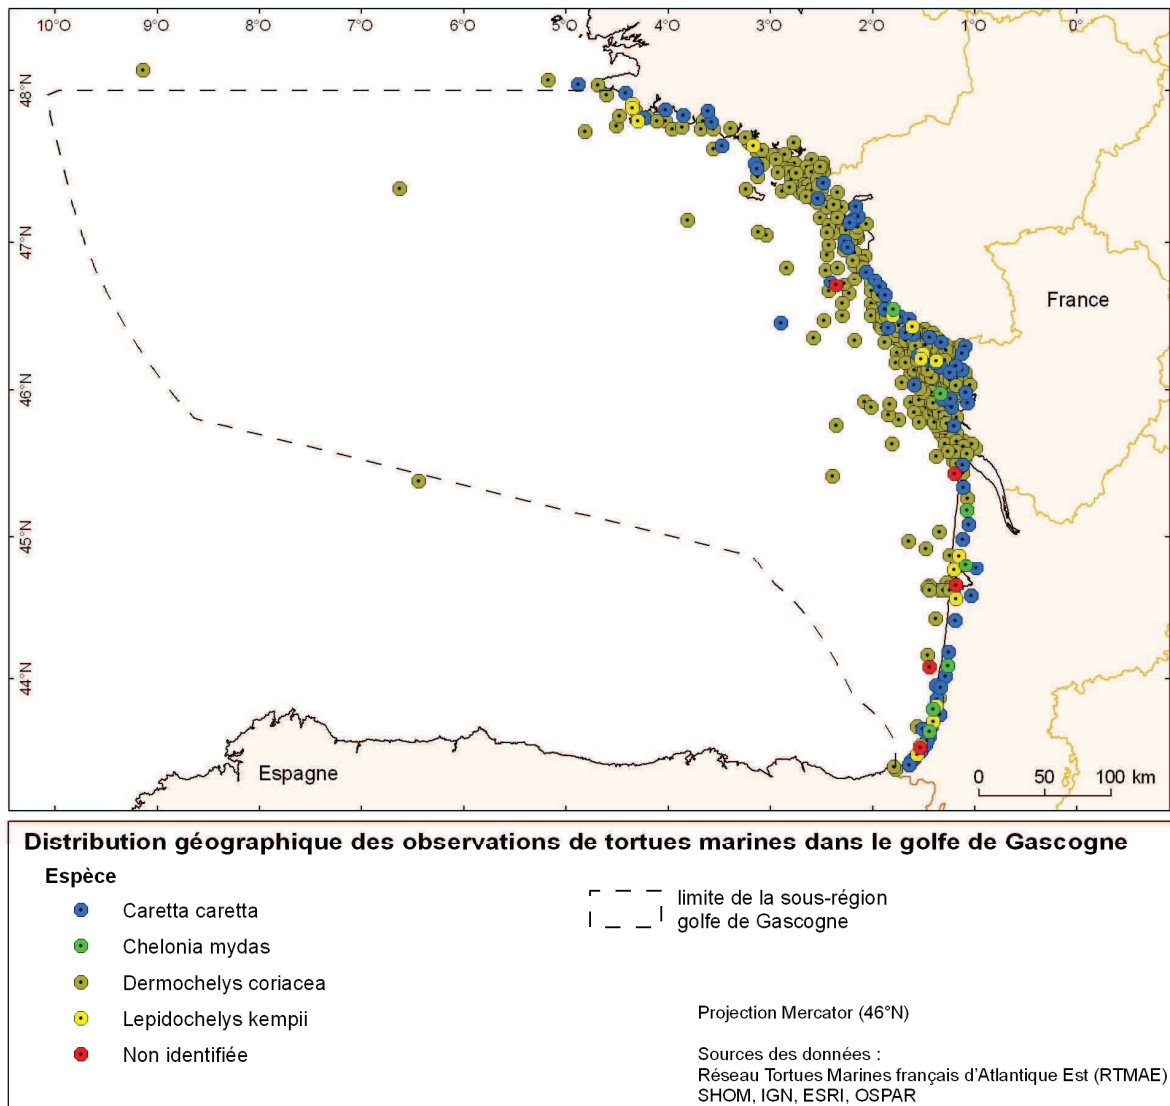 10°O 9°O 8°O 7°O 6°O 5°O 4°O 3°O 2°O 1°O 0°
48°N
47°N
France
46°N
45°N
44°N
Espagne
0 50 100 km
Distribution géographique des observations de tortues marines dans le golfe de Gascogne
Espèce
Caretta caretta
Chelonia mydas
Dermochelys coriacea
Lepidochelys kempii
Non identifiée
limite de la sous-région
golfe de Gascogne
Projection Mercator (46°N)
Sources des données :
Réseau Tortues Marines français d'Atlantique Est (RTMAE)
SHOM, IGN, ESRI, OSPAR